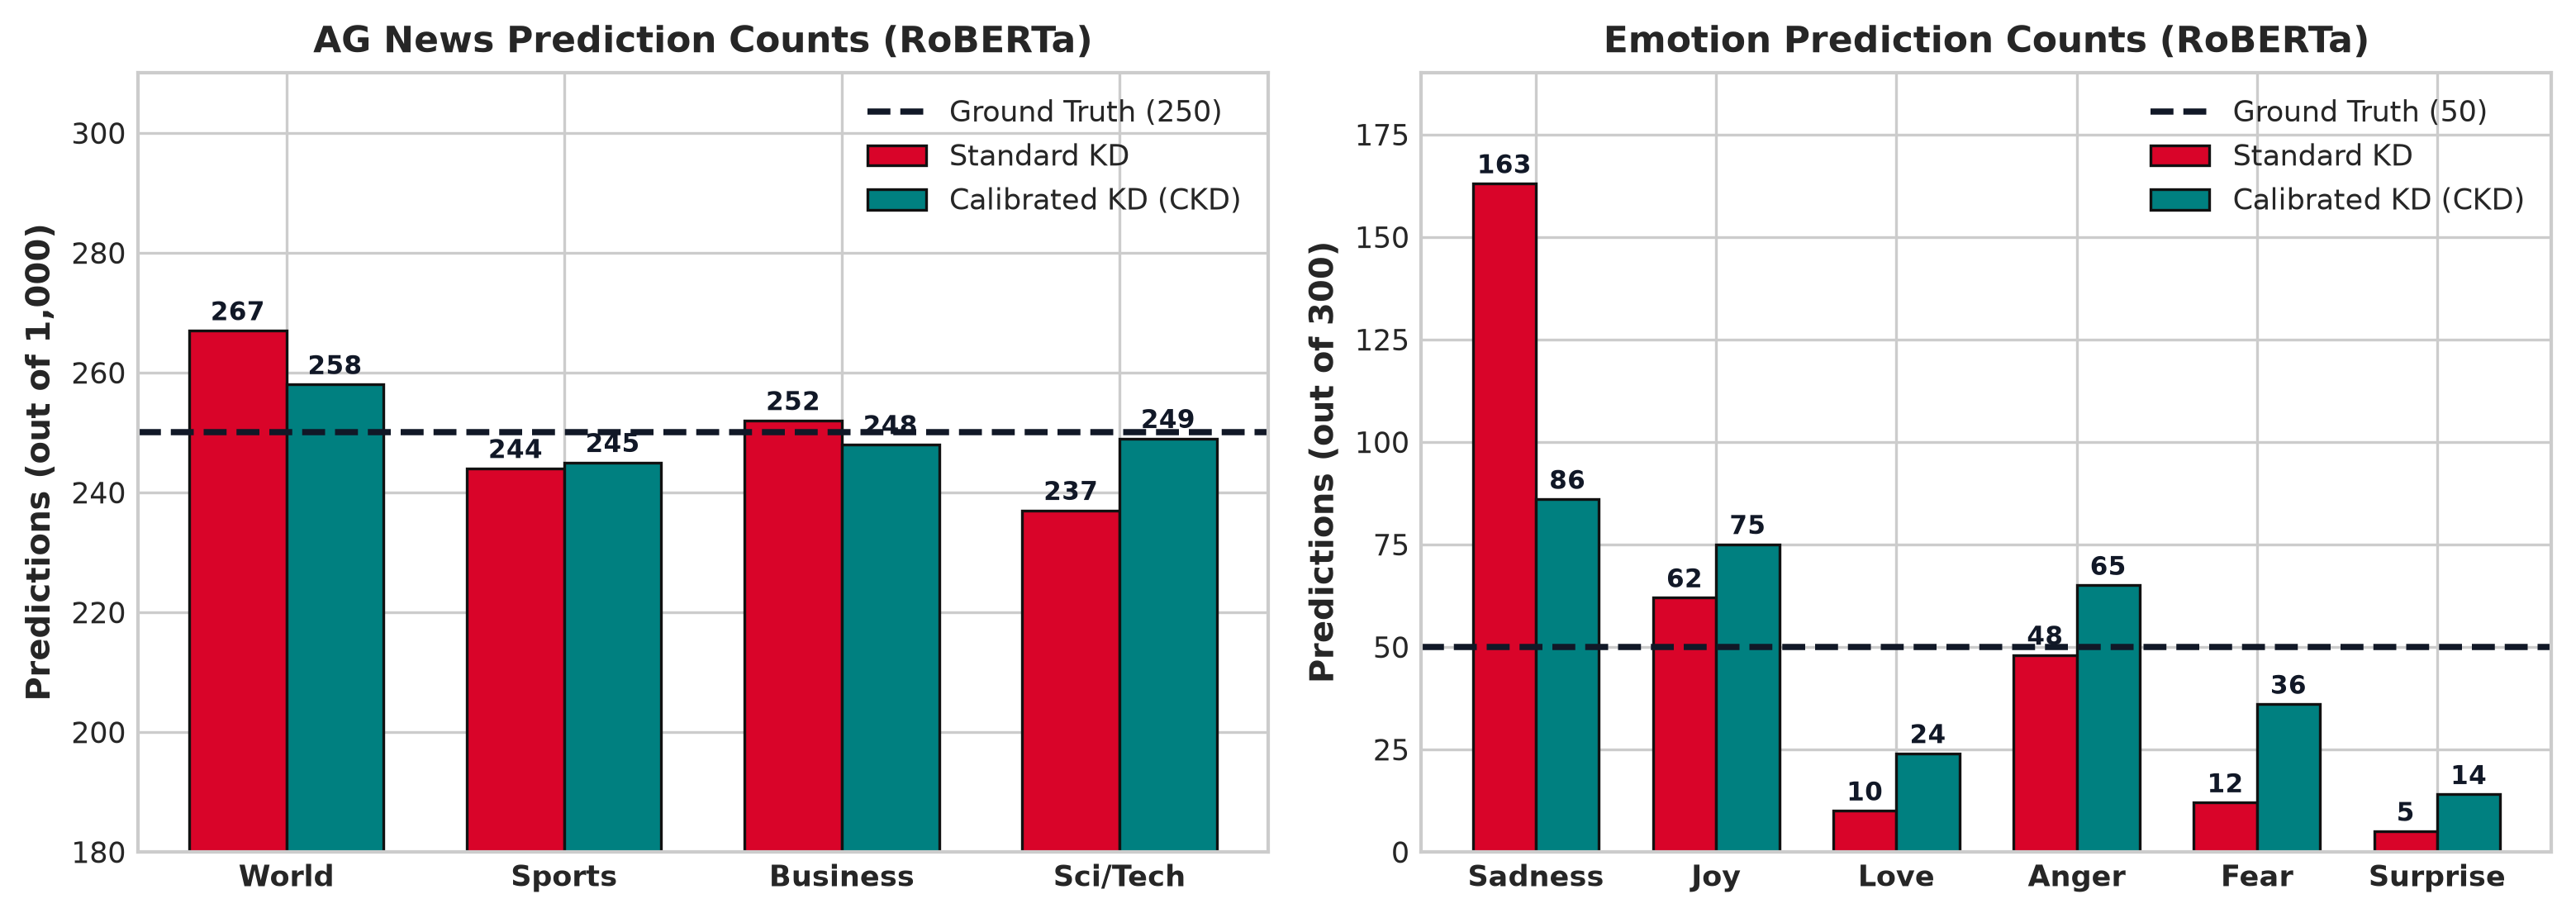 AG News Prediction Counts (RoBERTa)
Predictions (out of 1,000)
300
280
260
240
220
200
180
Ground Truth (250)
Standard KD
Calibrated KD (CKD)
267
258
244
245
252
248
237
249
World
Sports
Business
Sci/Tech
Emotion Prediction Counts (RoBERTa)
Predictions (out of 300)
175
150
125
100
75
50
25
0
Ground Truth (50)
Standard KD
Calibrated KD (CKD)
163
86
62
75
10
24
48
65
12
36
5
14
Sadness
Joy
Love
Anger
Fear
Surprise